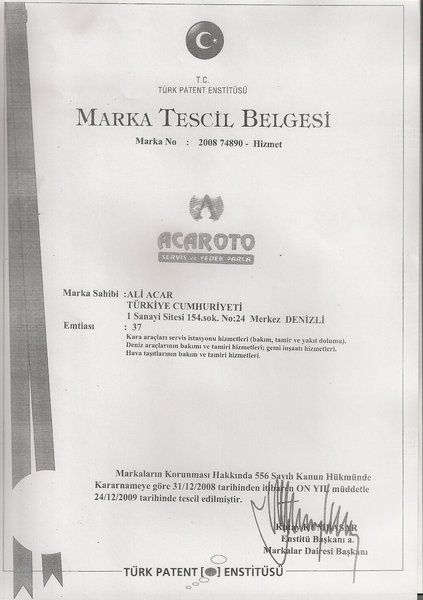 T.C.
TÜRK PATENT ENSTİTÜSÜ
MARKA TESCİL BELGESİ
Marka No : 2008 74890 - Hizmet
ACAROTO
SERVİS ve YEDEK PARÇA
Marka Sahibi : ALİ ACAR
TÜRKİYE CUMHURİYETİ
1 Sanayi Sitesi 154.sok. No:24 Merkez DENİZLİ
Emtiası : 37
Kara araçları servis istasyonu hizmetleri (bakım, tamir ve yakıt dolumu).
Deniz araçlarının bakımı ve tamiri hizmetleri; gemi inşaatı hizmetleri.
Hava taşıtlarının bakım ve tamiri hizmetleri.
Markaların Korunması Hakkında 556 Sayılı Kanun Hükmünde
Kararnameye göre 31/12/2008 tarihinden itibaren ON YIL müddetle
24/12/2009 tarihinde tescil edilmiştir.
Enstitü Başkanı a.
Markalar Dairesi Başkanı
TÜRK PATENT [ ] ENSTİTÜSÜ